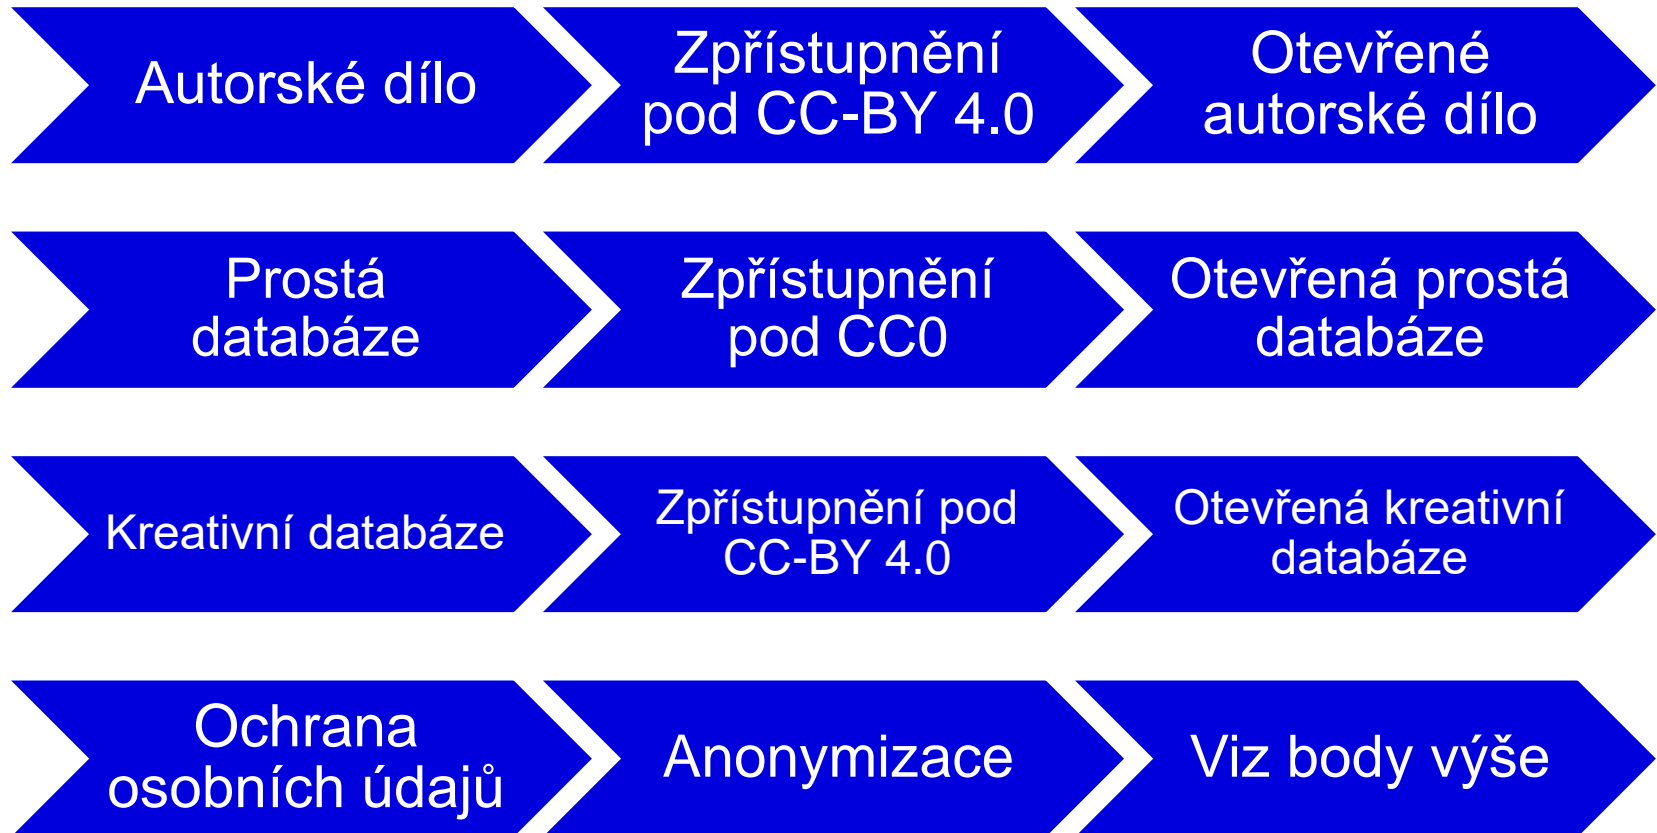 Autorské dílo
Zpřístupnění
pod CC-BY 4.0
Otevřené
autorské dílo
Prostá
databáze
Zpřístupnění
pod CC0
Otevřená prostá
databáze
Kreativní databáze
Zpřístupnění pod
CC-BY 4.0
Otevřená kreativní
databáze
Ochrana
osobních údajů
Anonymizace
Viz body výše